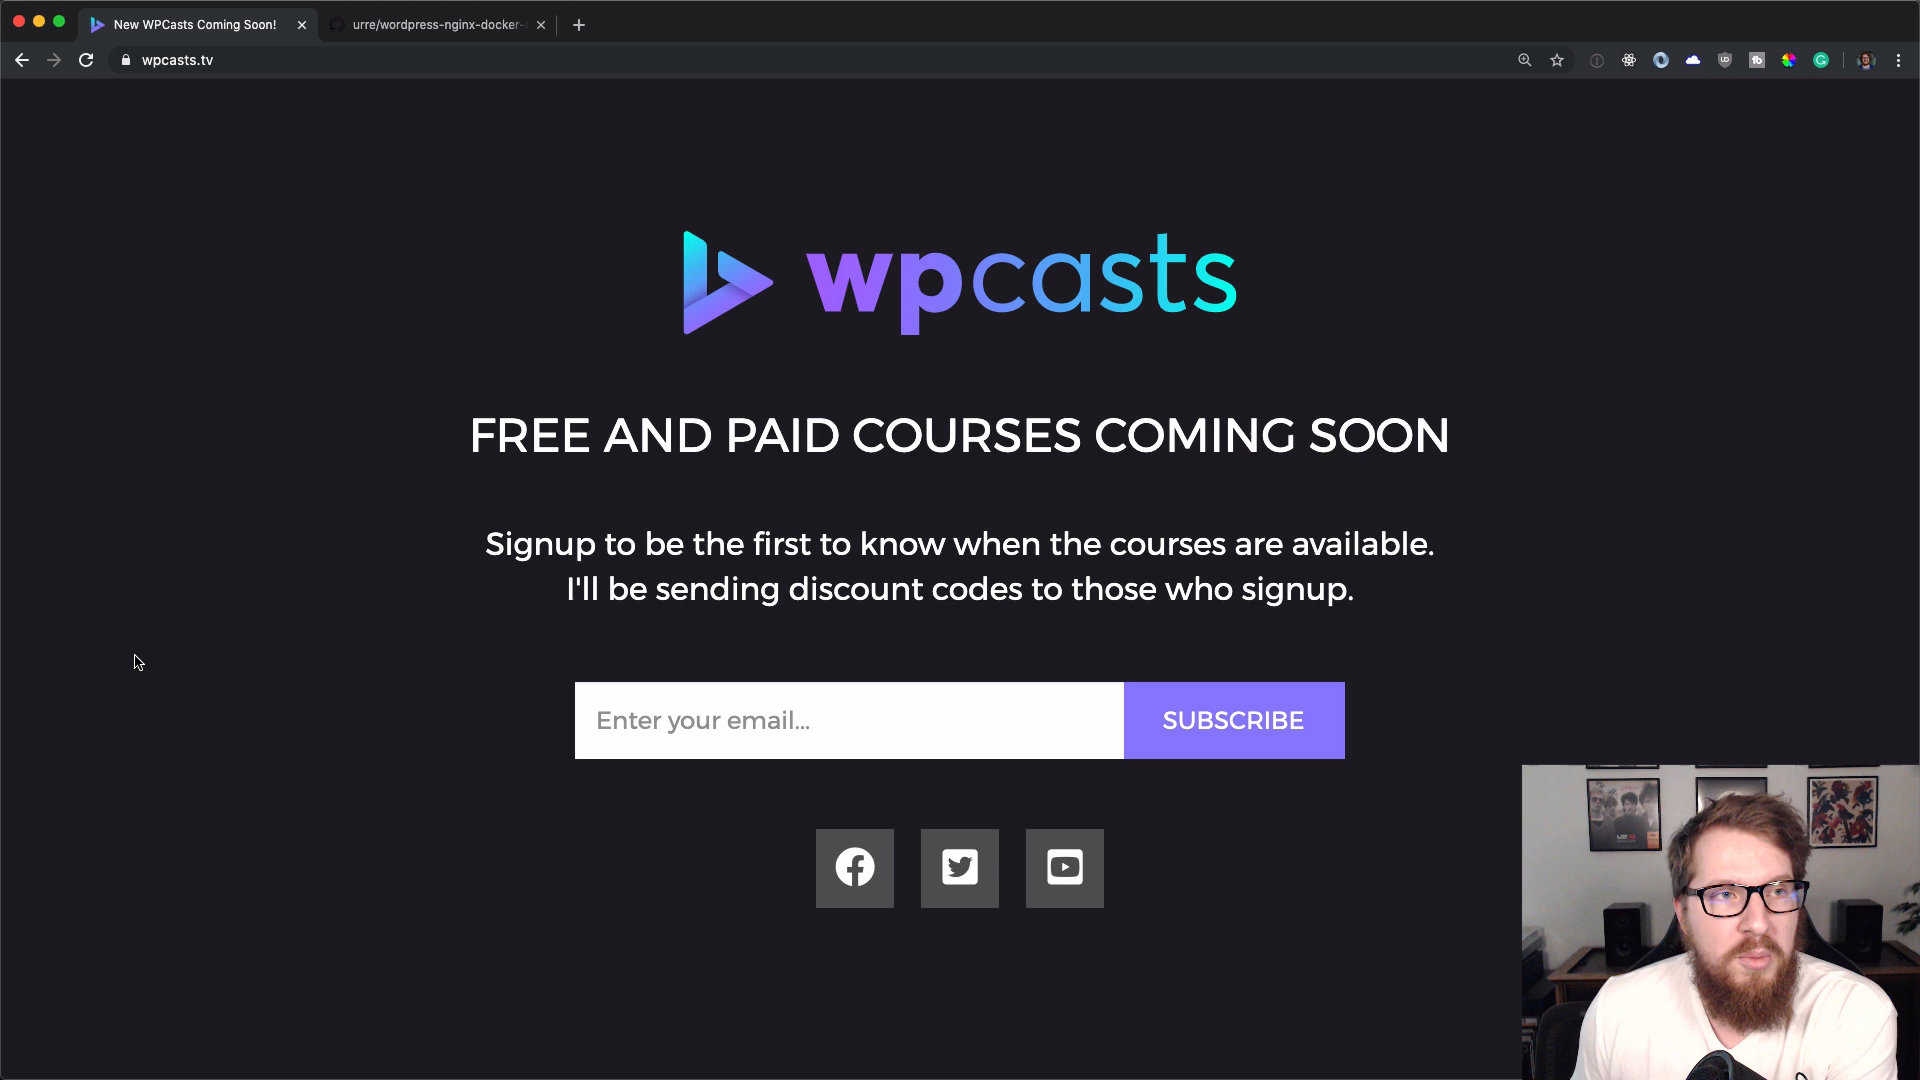 New WPCasts Coming Soon!
urre/wordpress-nginx-docker-
wpcasts.tv
wpcasts
FREE AND PAID COURSES COMING SOON
Signup to be the first to know when the courses are available.
I'll be sending discount codes to those who signup.
Enter your email...
SUBSCRIBE